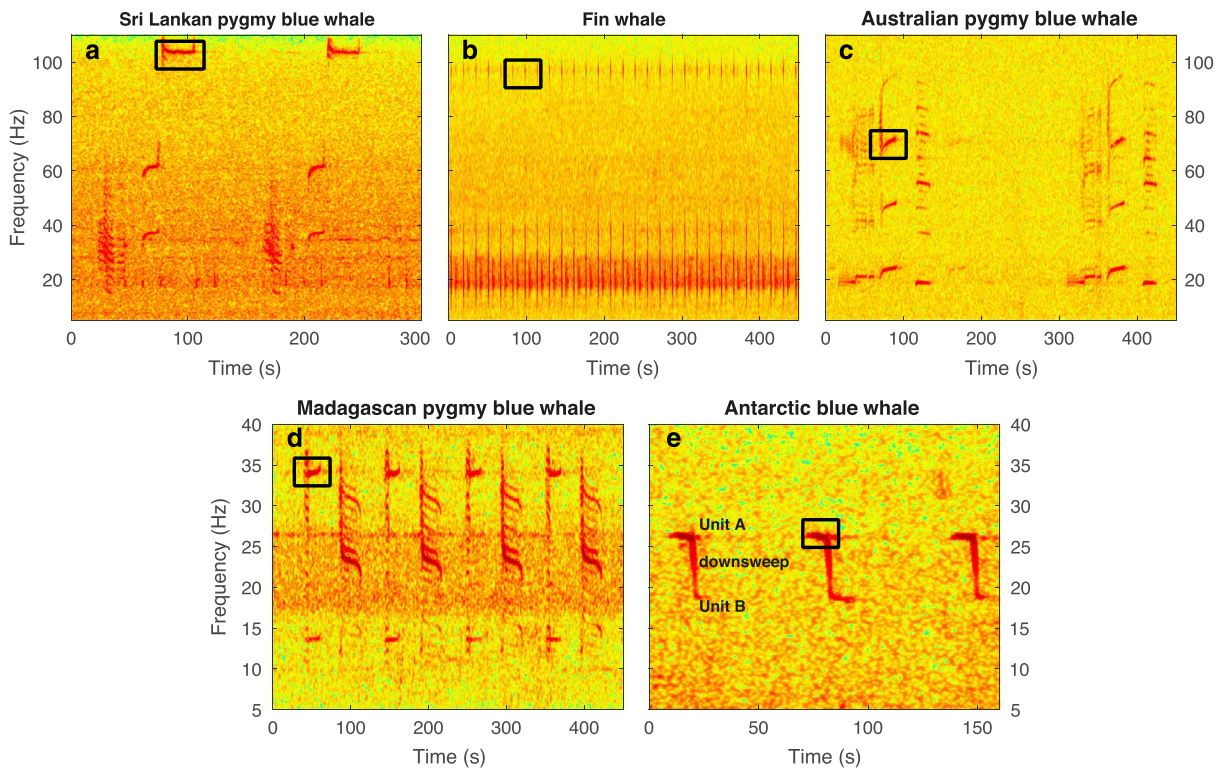 Sri Lankan pygmy blue whale
Fin whale
Australian pygmy blue whale
a
b
c
100
80
60
40
20
Frequency (Hz)
100
80
60
40
20
0 100 200 300
0 100 200 300 400
0 100 200 300 400
Time (s)
Time (s)
Time (s)
Madagascan pygmy blue whale
Antarctic blue whale
d
e
40
35
30
25
20
15
10
5
Frequency (Hz)
Unit A
downsweep
Unit B
40
35
30
25
20
15
10
5
0 100 200 300 400
0 50 100 150
Time (s)
Time (s)